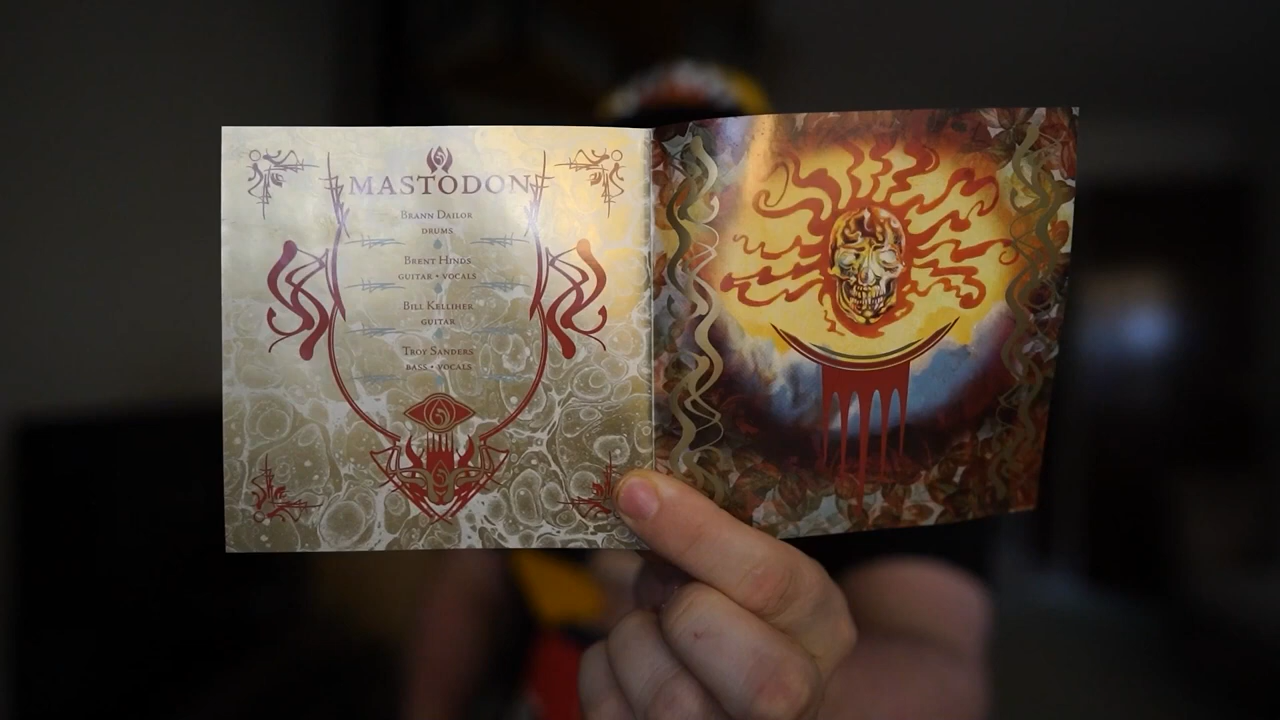 MASTODON
BRANN DAILOR
DRUMS
BRENT HINDS
GUITAR • VOCALS
BILL KELLIHER
GUITAR
TROY SANDERS
BASS • VOCALS